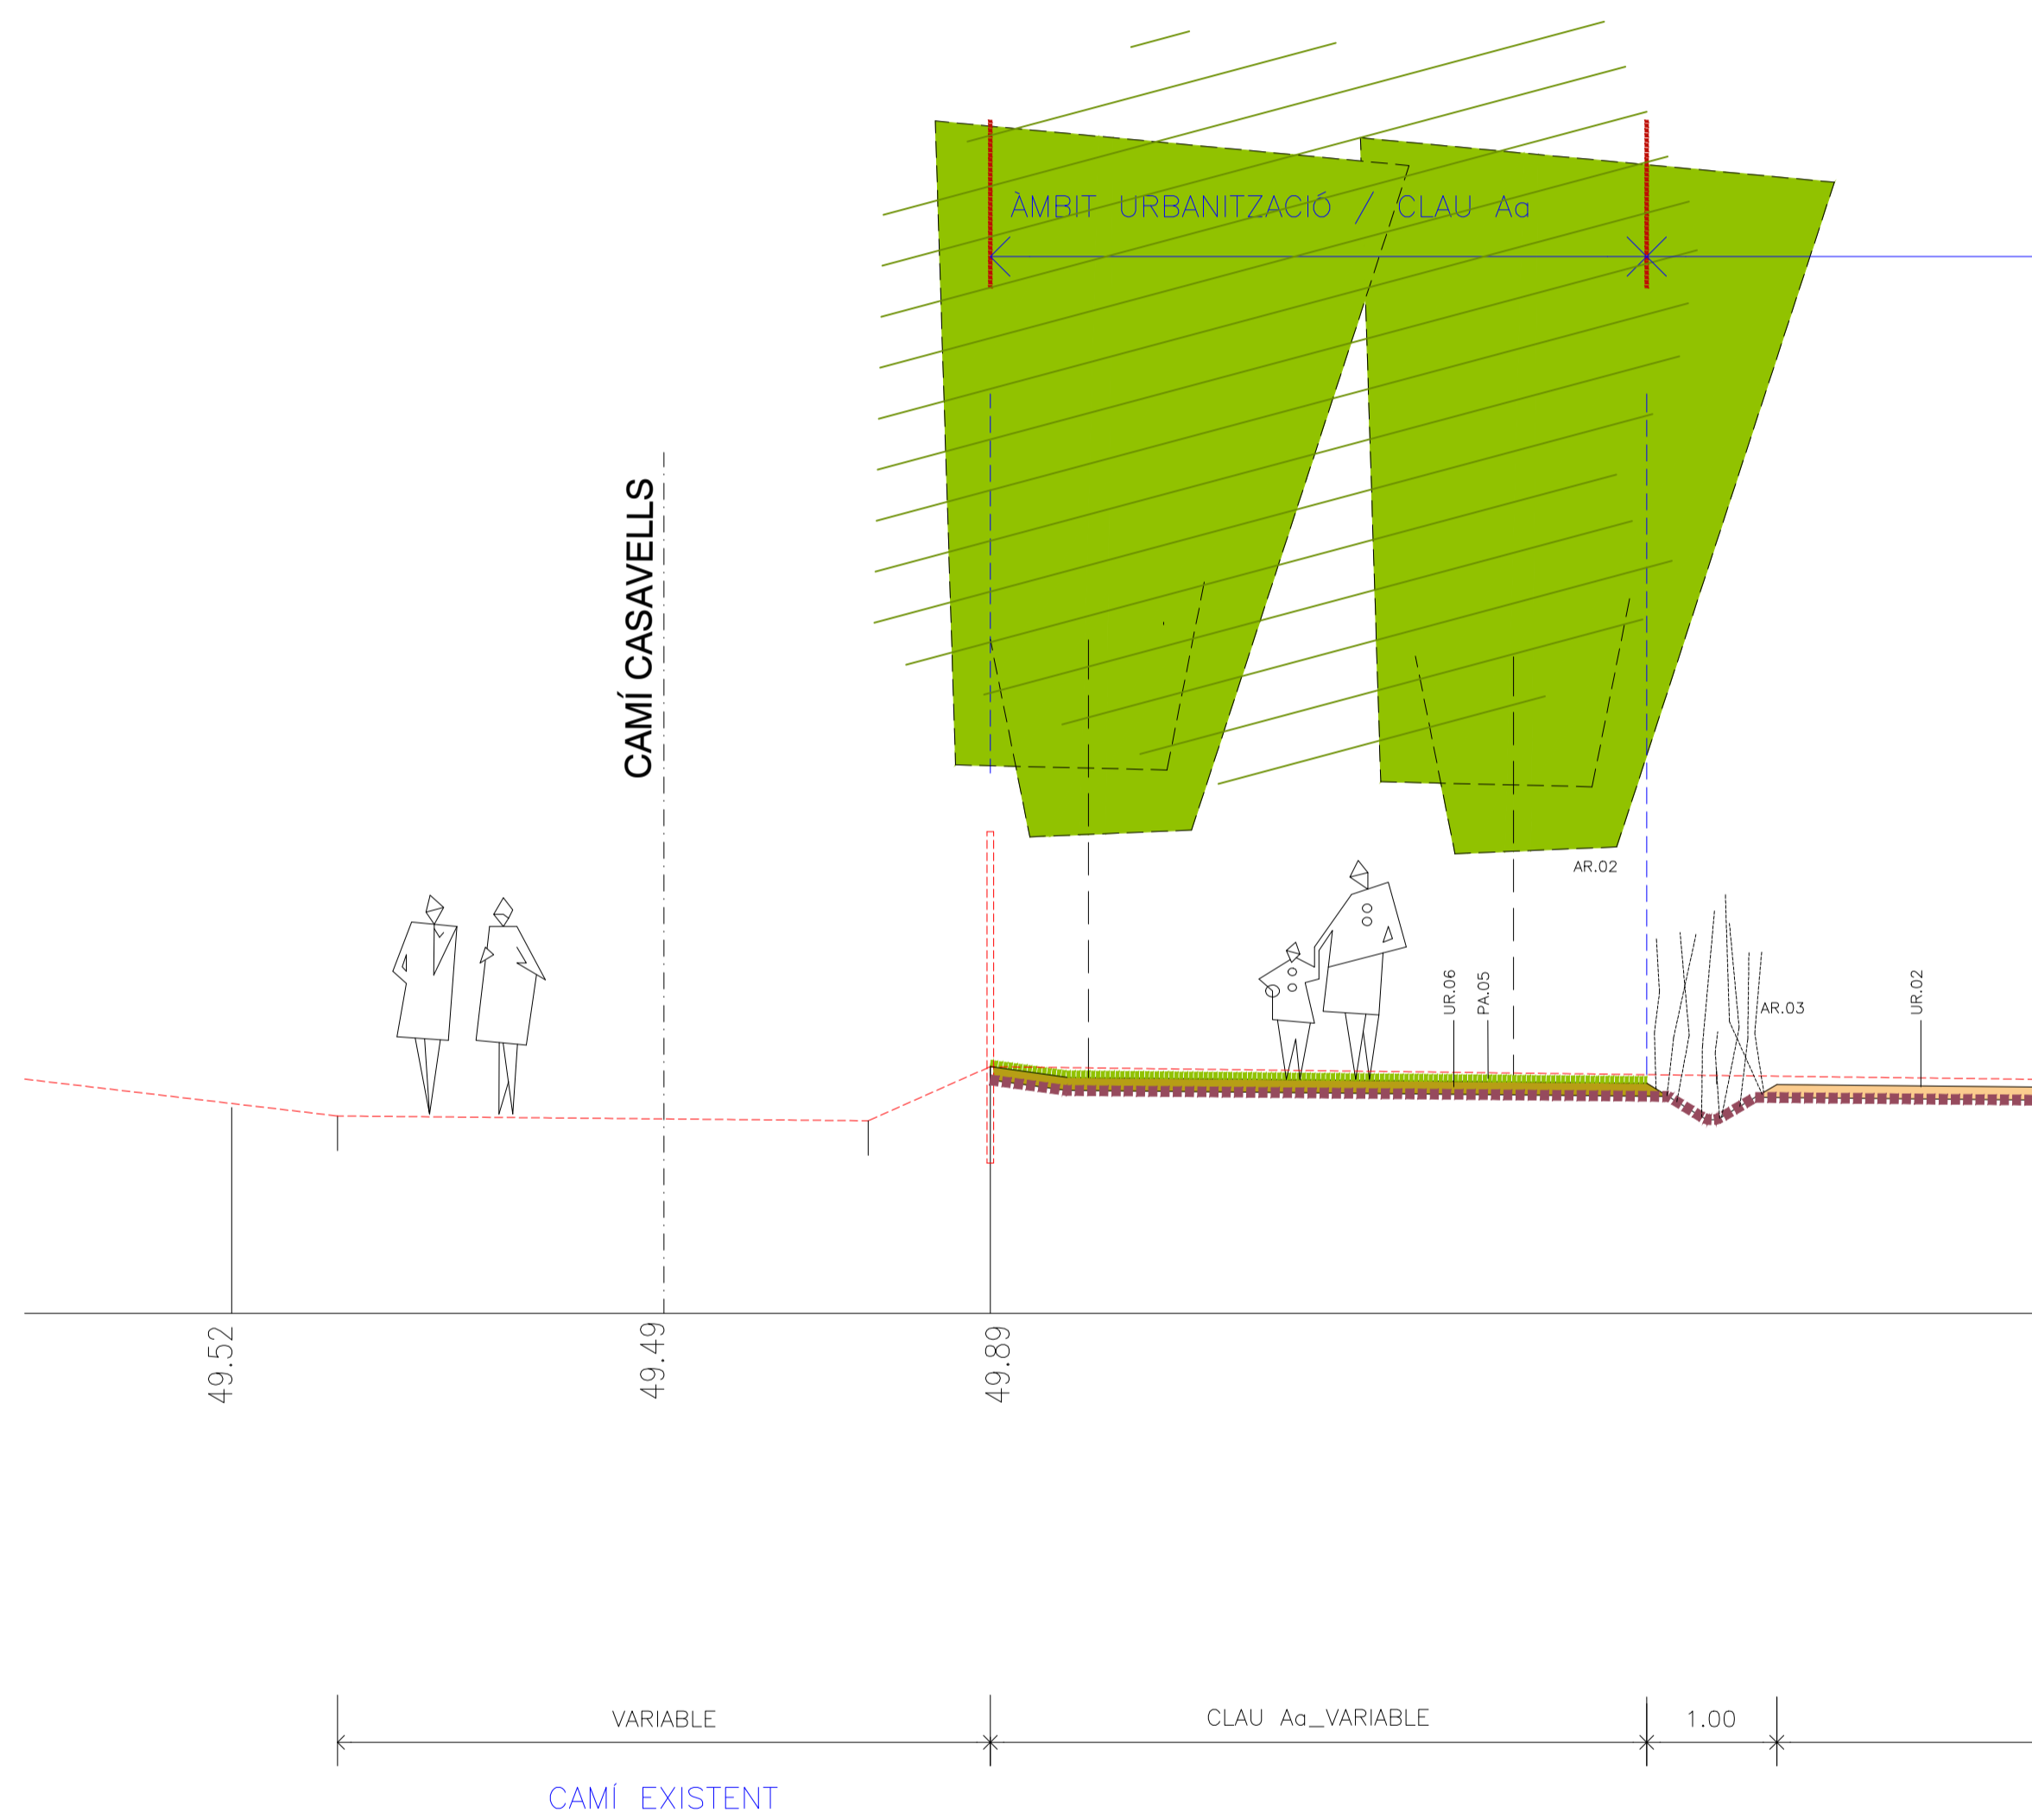 ÀMBIT URBANITZACIÓ / CLAU Aa
CAMÍ CASAVELLS
AR.02
UR.06
PA.05
AR.03
UR.02
49.52
49.49
49.89
VARIABLE
CLAU Aa_VARIABLE
1.00
CAMÍ EXISTENT